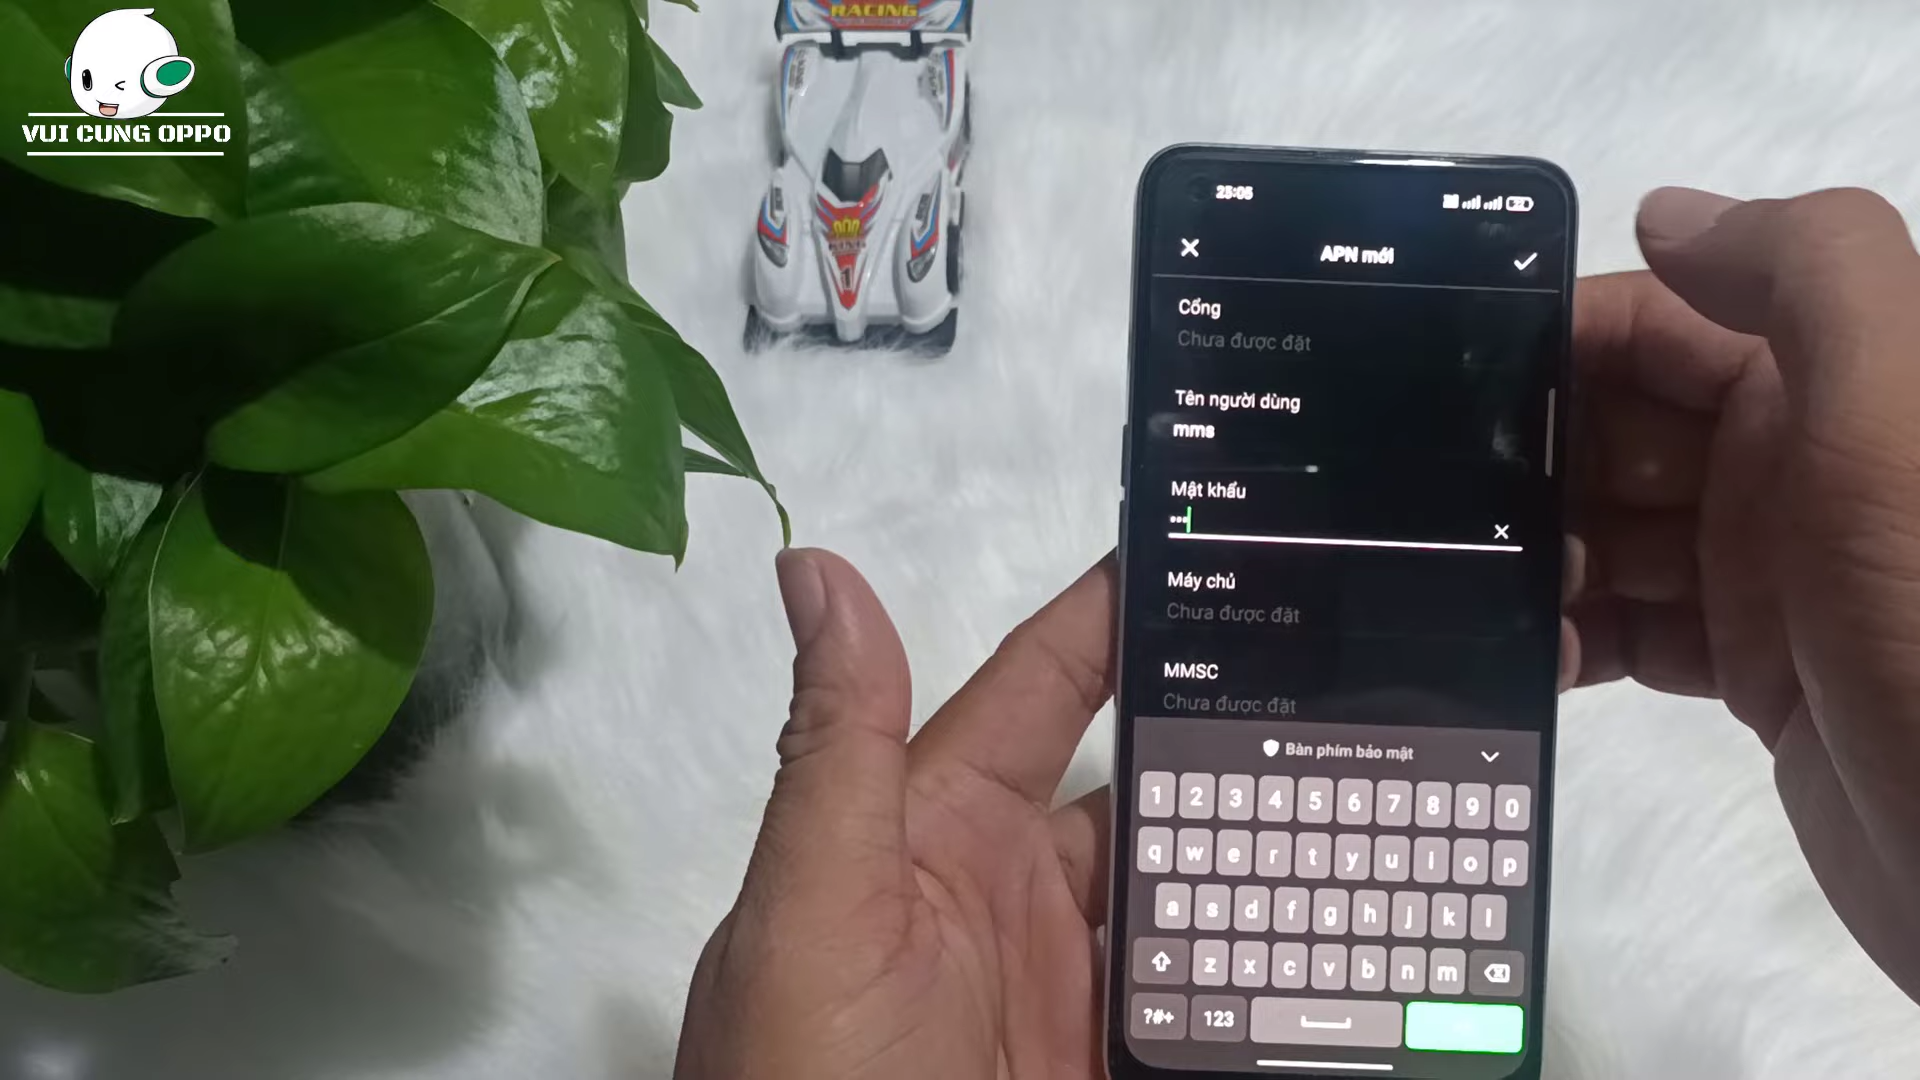 VUI CUNG OPPO
RACING
KING
1
23:05
APN mới
Cổng
Chưa được đặt
Tên người dùng
mms
Mật khẩu
•••
Máy chủ
Chưa được đặt
MMSC
Chưa được đặt
Bàn phím bảo mật
1 2 3 4 5 6 7 8 9 0
q w e r t y u i o p
a s d f g h j k l
z x c v b n m
?#+ 123